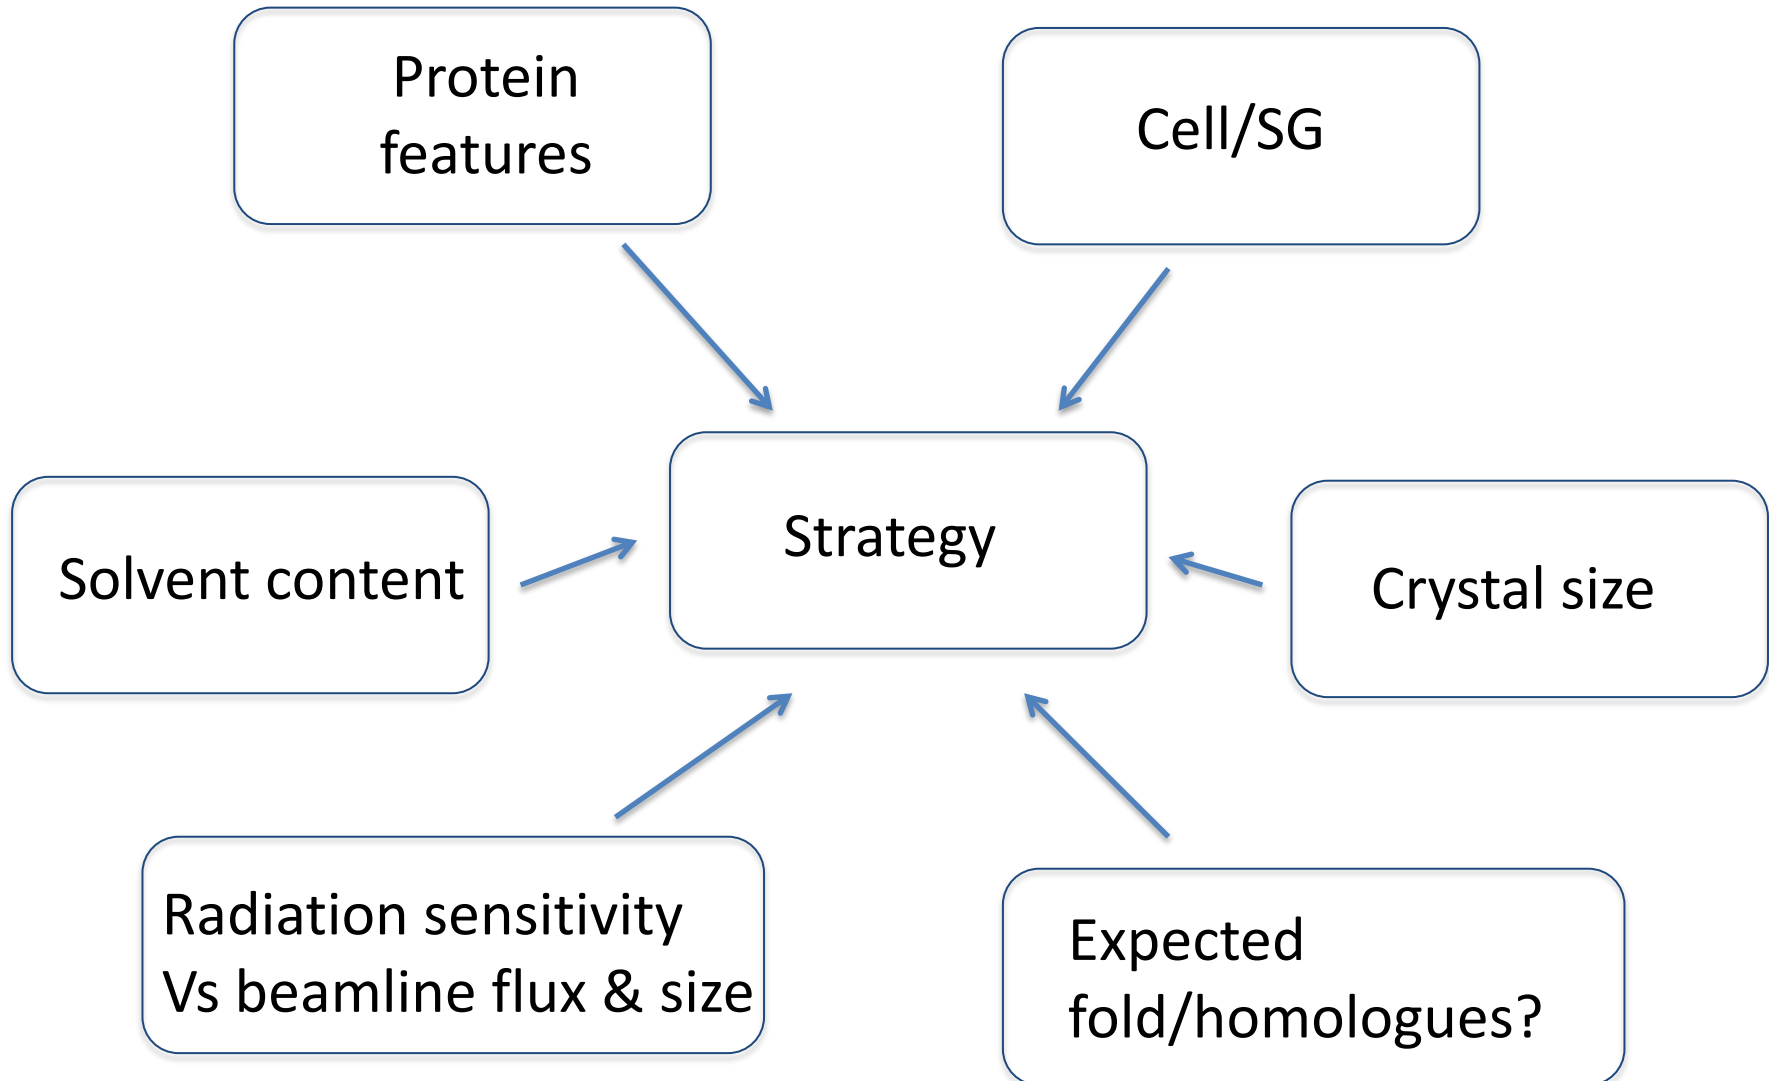 Protein
features
Cell/SG
Strategy
Solvent content
Crystal size
Radiation sensitivity
Vs beamline flux & size
Expected
fold/homologues?